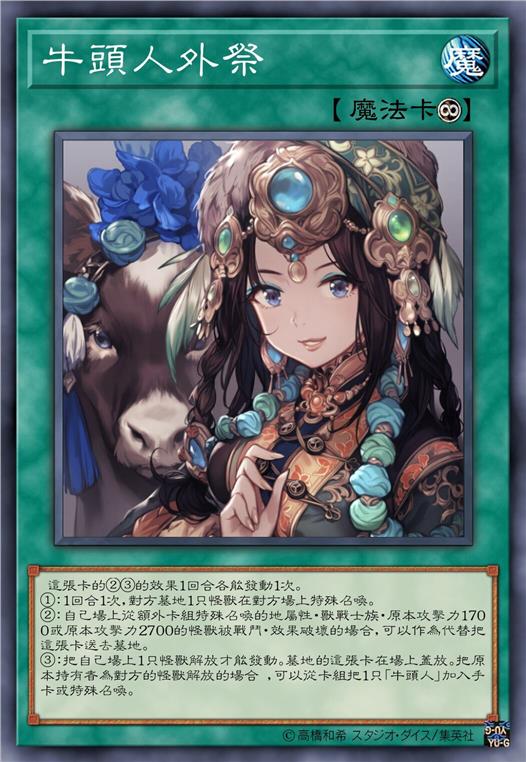 牛頭人外祭
魔
【魔法卡♾】
這張卡的②③的效果1回合各能發動1次。
①:1回合1次,對方墓地1只怪獸在對方場上特殊召喚。
②:自己場上從額外卡組特殊召喚的地屬性・獸戰士族・原本攻擊力170
0或原本攻擊力2700的怪獸被戰鬥・效果破壞的場合,可以作為代替把
這張卡送去墓地。
③:把自己場上1只怪獸解放才能發動。墓地的這張卡在場上蓋放。把原
本持有者為對方的怪獸解放的場合 ,可以從卡組把1只「牛頭人」加入手
卡或特殊召喚。
©高橋和希 スタジオ・ダイス/集英社
YU-G
YU-G